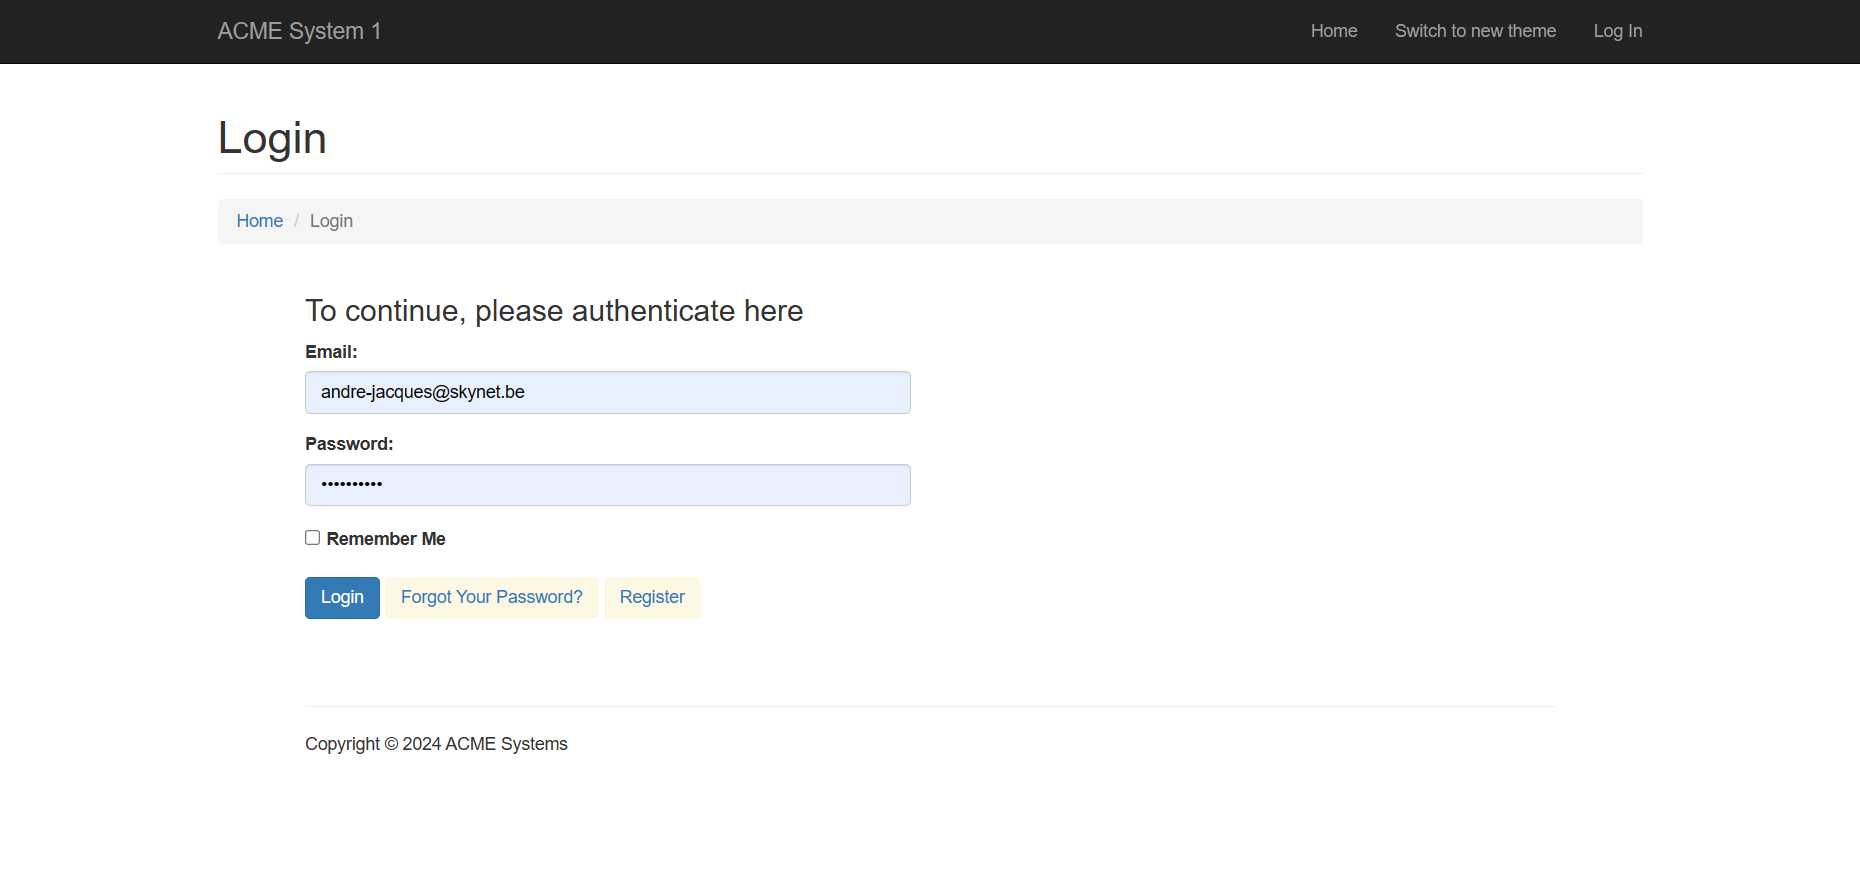 ACME System 1 Home Switch to new theme Log In
Login
Home / Login
To continue, please authenticate here
Email:
andre-jacques@skynet.be
Password:
••••••••••
Remember Me
Login Forgot Your Password? Register
Copyright © 2024 ACME Systems